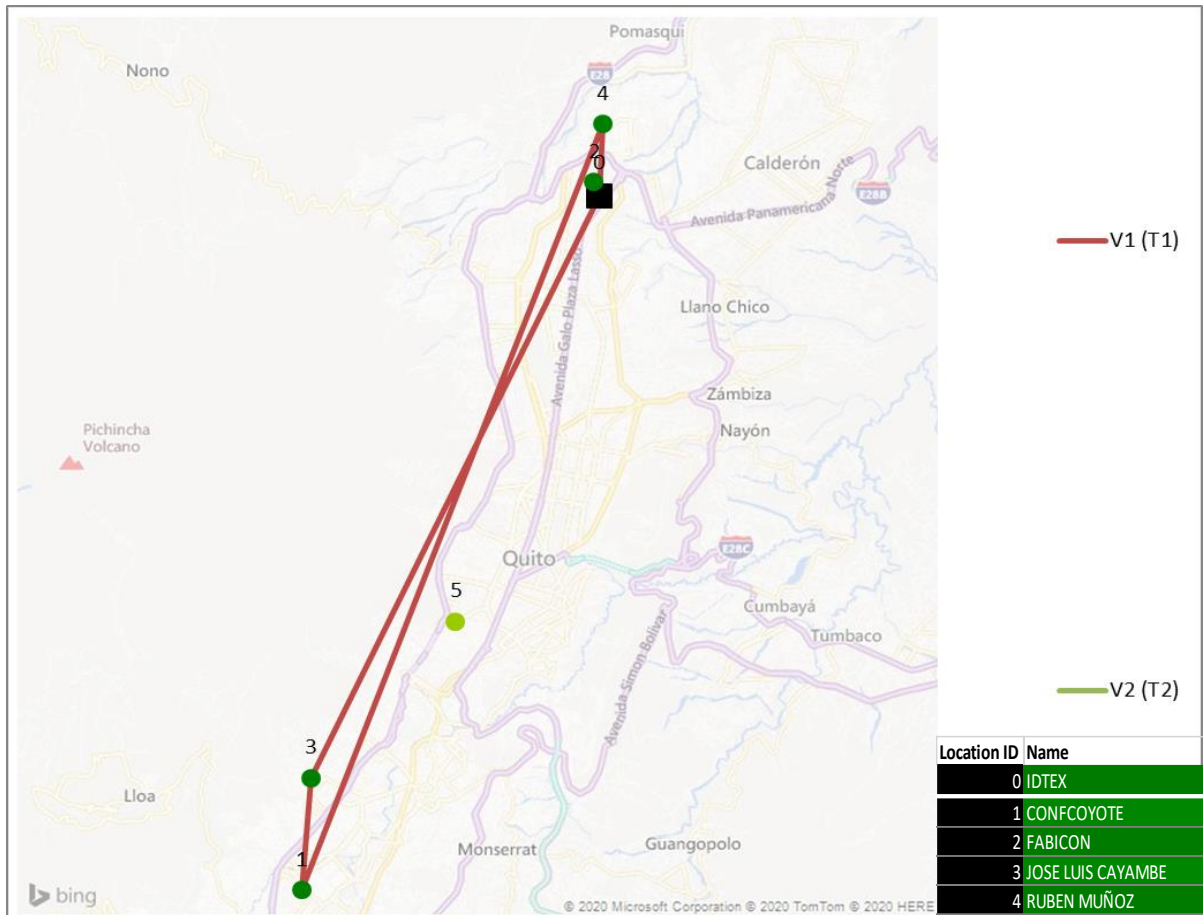 Pomasqui
Nono
E28
4
2
0
Calderón
E28B
Avenida Panamericana Norte
V1 (T1)
Avenida Galo Plaza Lasso
Llano Chico
Zámbiza
Nayón
Pichincha
Volcano
Quito
E28C
5
Cumbayá
Tumbaco
Avenida Simon Bolivar
V2 (T2)
3
Lloa
1
Monserrat
Guangopolo
bing
© 2020 Microsoft Corporation © 2020 TomTom © 2020 HERE
Location ID Name
0 IDTEX
1 CONFCOYOTE
2 FABICON
3 JOSE LUIS CAYAMBE
4 RUBEN MUÑOZ